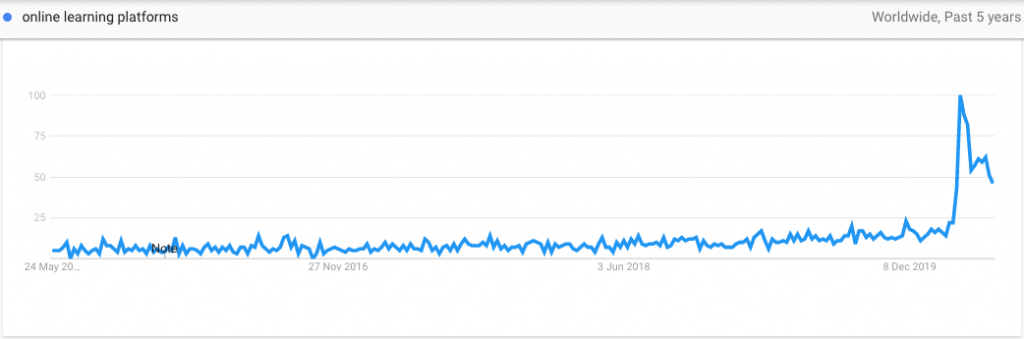 online learning platforms
Worldwide, Past 5 years
100
75
50
25
Note
24 May 20...
27 Nov 2016
3 Jun 2018
8 Dec 2019